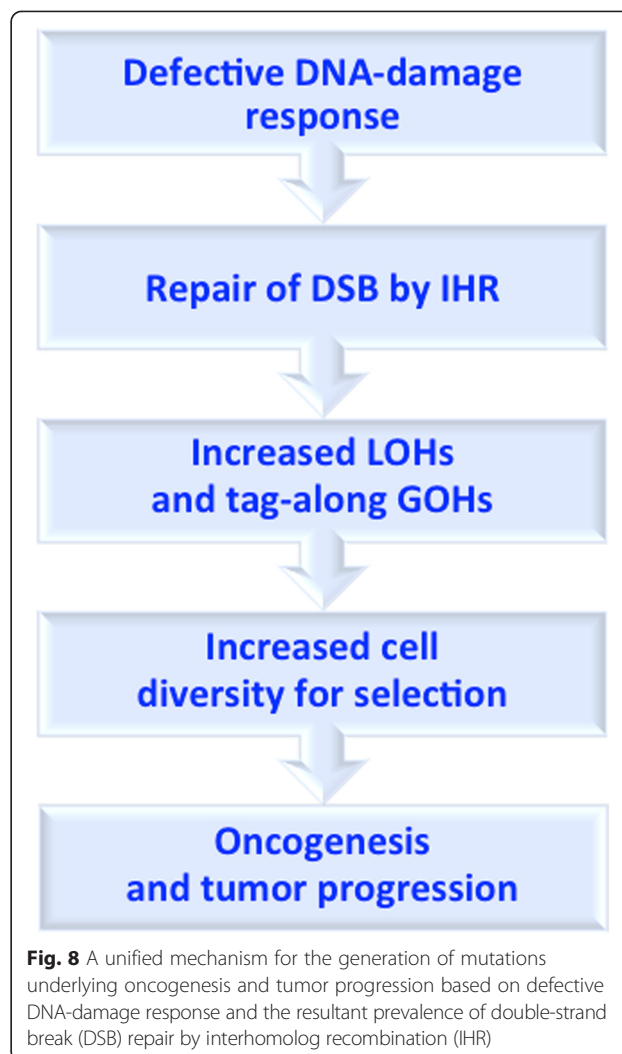 Defective DNA-damage
response
Repair of DSB by IHR
Increased LOHs
and tag-along GOHs
Increased cell
diversity for selection
Oncogenesis
and tumor progression
Fig. 8 A unified mechanism for the generation of mutations
underlying oncogenesis and tumor progression based on defective
DNA-damage response and the resultant prevalence of double-strand
break (DSB) repair by interhomolog recombination (IHR)